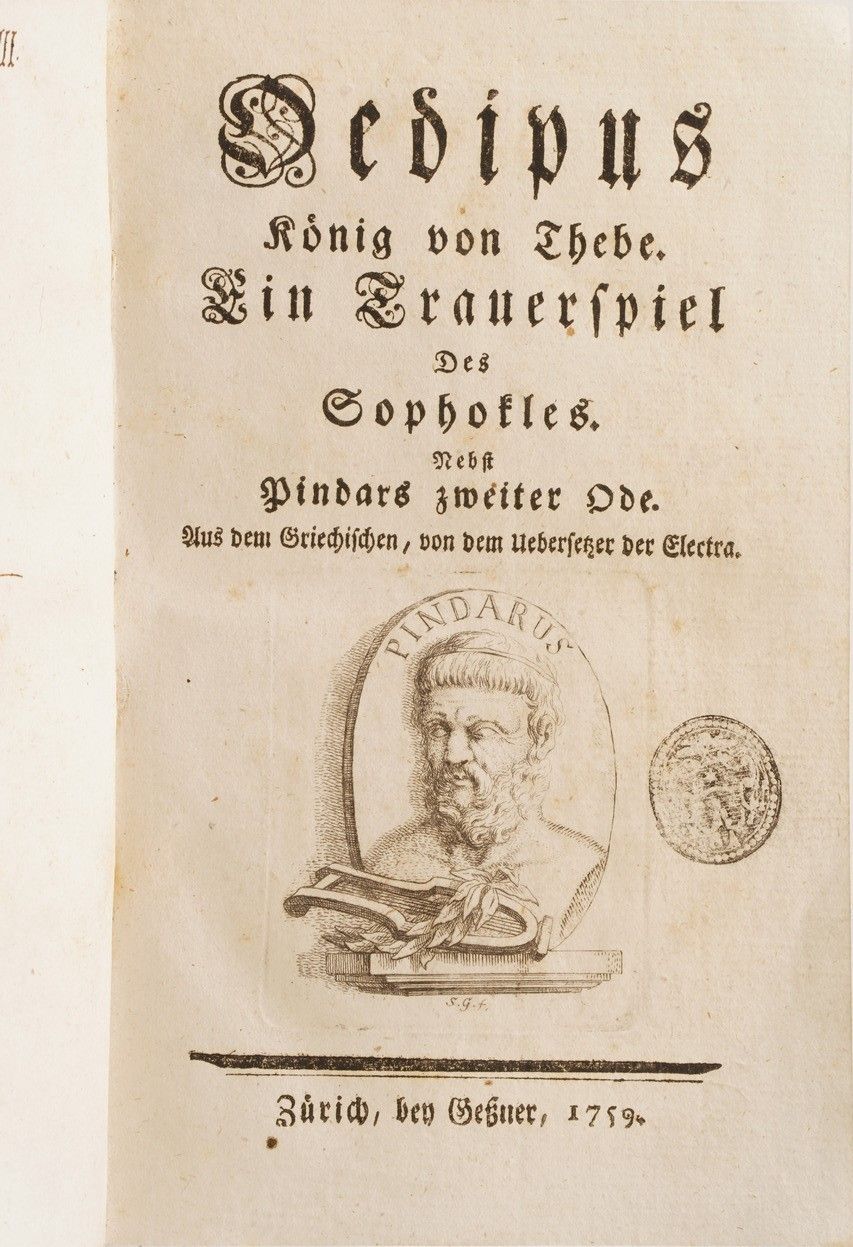 III.
Oedipus
König von Thebe.
Ein Trauerſpiel
Des
Sophokles.
Nebſt
Pindars zweiter Ode.
Aus dem Griechiſchen, von dem Ueberſetzer der Electra.
PINDARUS
S. G. f.
Zürich, bey Geßner, 1759.